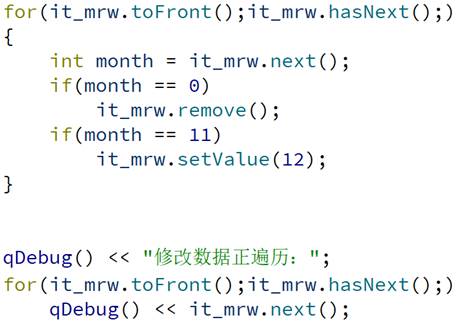 for(it_mrw.toFront();it_mrw.hasNext();)
{
    int month = it_mrw.next();
    if(month == 0)
        it_mrw.remove();
    if(month == 11)
        it_mrw.setValue(12);
}
qDebug() << "修改数据正遍历：";
for(it_mrw.toFront();it_mrw.hasNext();)
    qDebug() << it_mrw.next();